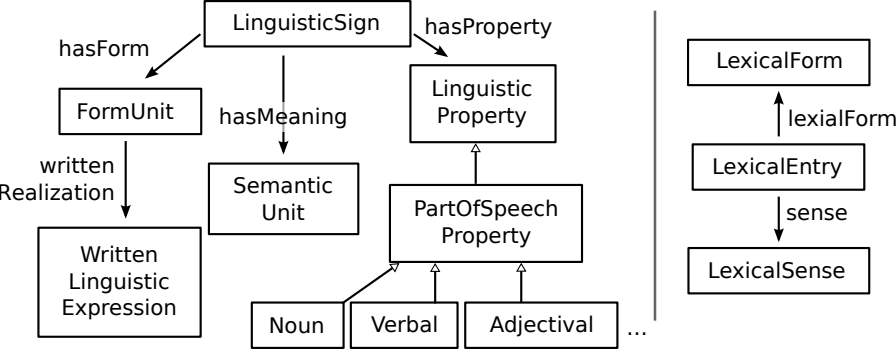 LinguisticSign
hasForm
hasProperty
FormUnit
hasMeaning
Linguistic
Property
written
Realization
Semantic
Unit
PartOfSpeech
Property
Written
Linguistic
Expression
Noun
Verbal
Adjectival
...
LexicalForm
lexialForm
LexicalEntry
sense
LexicalSense